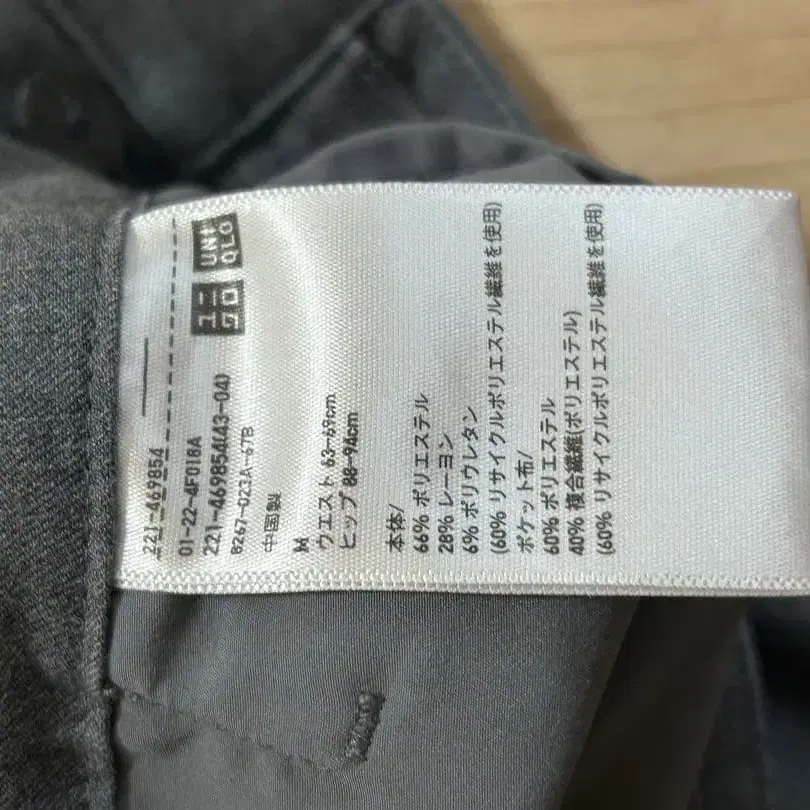 ユニクロ
UNIQLO
221-469854
01-22-4F018A
221-469854(43-04)
8267-023A-67B
中国製
M
ウエスト 63-69cm
ヒップ 88-94cm
本体/
66% ポリエステル
28% レーヨン
6% ポリウレタン
(60% リサイクルポリエステル繊維を使用)
ポケット布/
60% ポリエステル
40% 複合繊維(ポリエステル)
(60% リサイクルポリエステル繊維を使用)